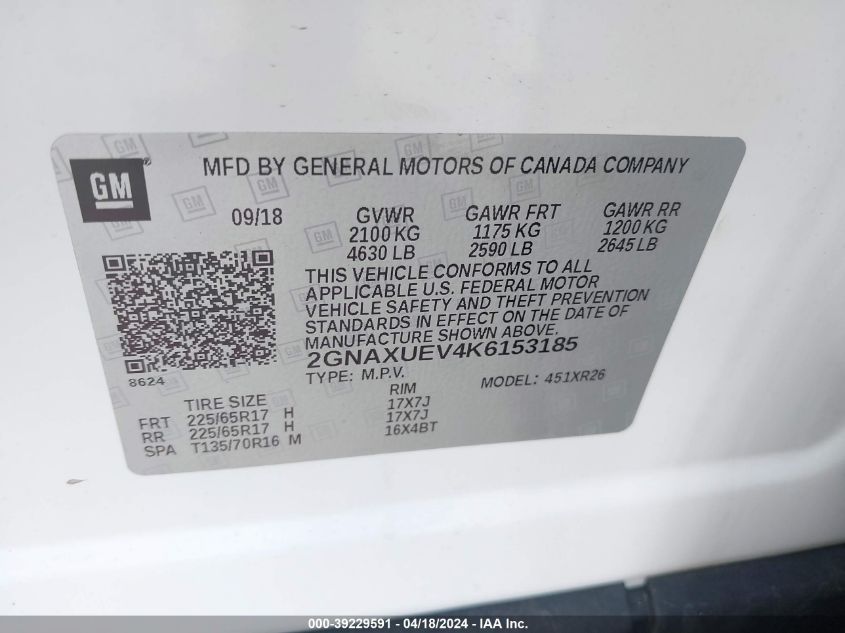 GM ®
MFD BY GENERAL MOTORS OF CANADA COMPANY
09/18 GVWR GAWR FRT GAWR RR
2100 KG 1175 KG 1200 KG
4630 LB 2590 LB 2645 LB
THIS VEHICLE CONFORMS TO ALL
APPLICABLE U.S. FEDERAL MOTOR
VEHICLE SAFETY AND THEFT PREVENTION
STANDARDS IN EFFECT ON THE DATE OF
MANUFACTURE SHOWN ABOVE.
2GNAXUEV4K6153185
8624 TYPE: M.P.V. MODEL: 451XR26
TIRE SIZE RIM
FRT 225/65R17 H 17X7J
RR 225/65R17 H 17X7J
SPA T135/70R16 M 16X4BT
000-39229591 - 04/18/2024 - IAA Inc.